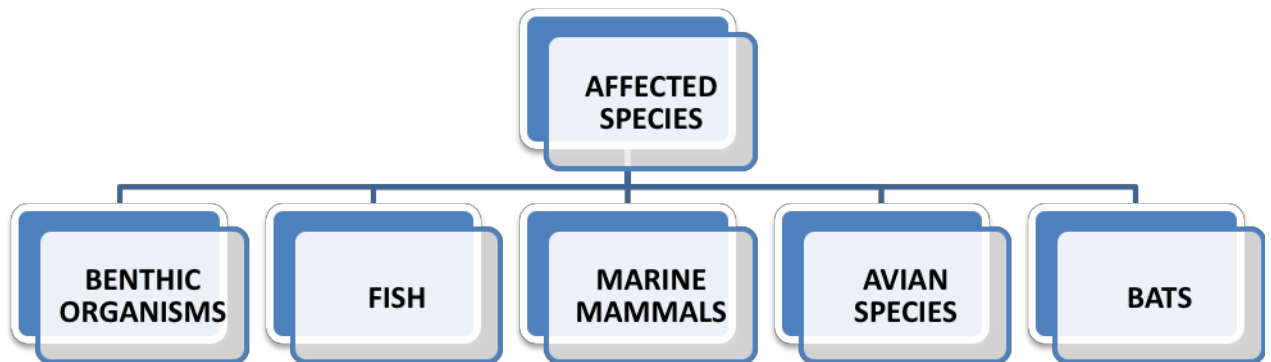 AFFECTED
SPECIES
BENTHIC
ORGANISMS
FISH
MARINE
MAMMALS
AVIAN
SPECIES
BATS